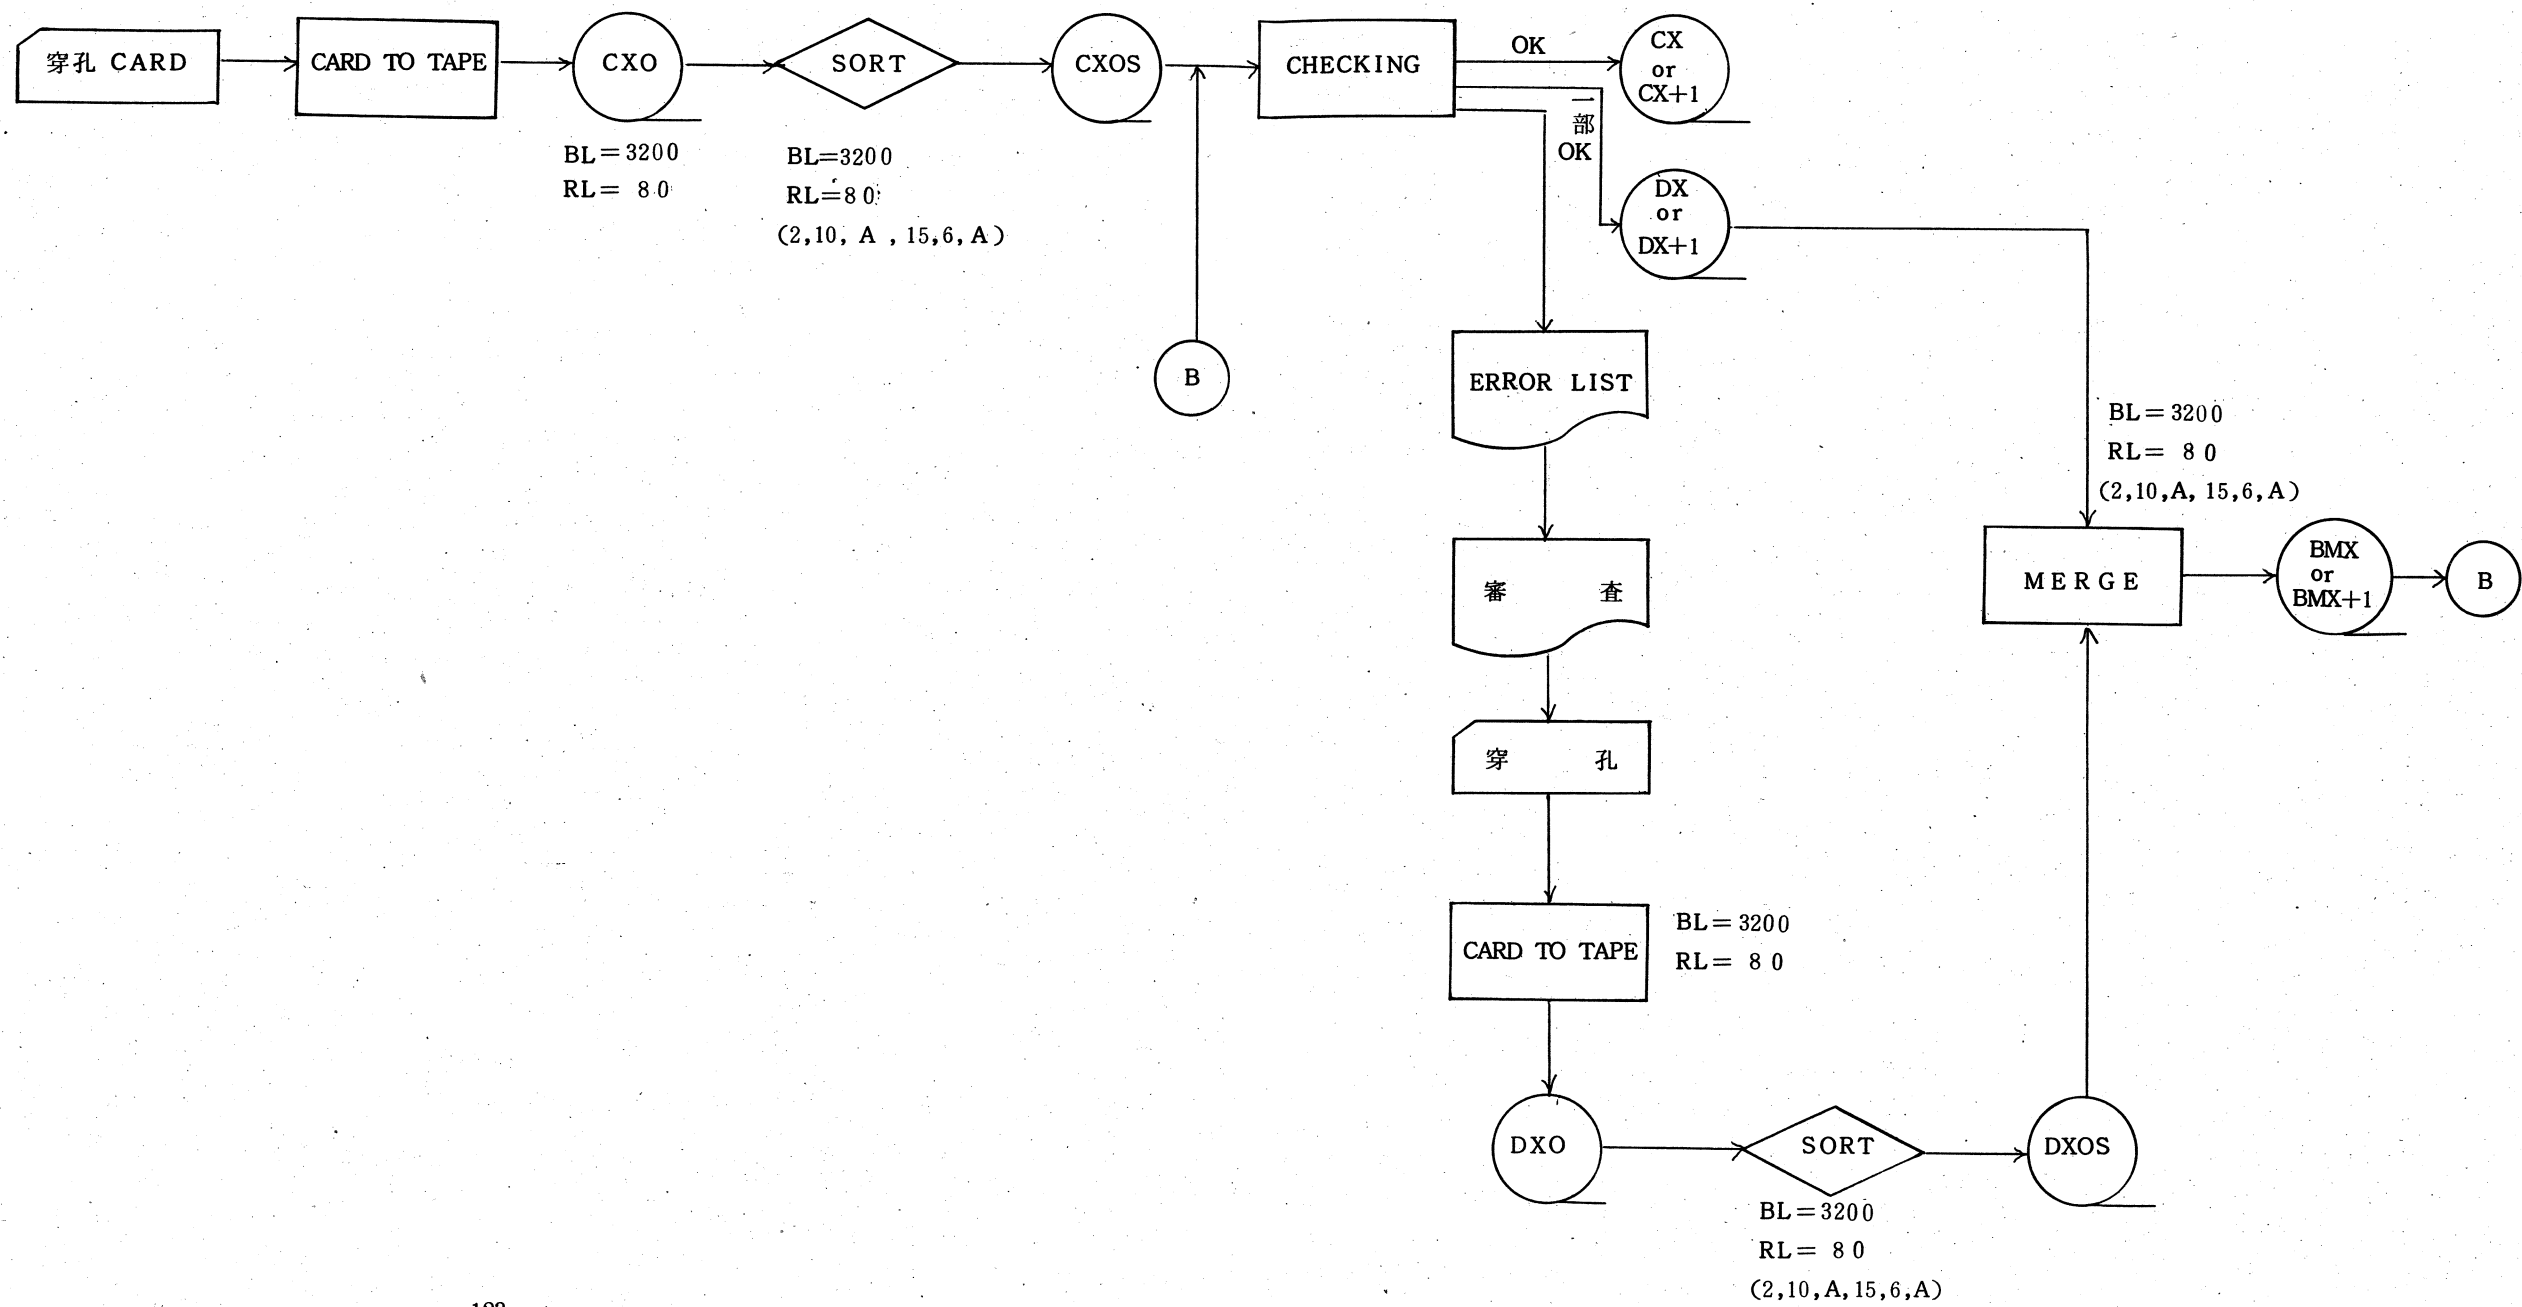 穿孔 CARD
CARD TO TAPE
CXO
BL=3200
RL= 80
SORT
BL=3200
RL=80
(2,10, A , 15,6, A)
CXOS
B
CHECKING
OK
CX
or
CX+1
一部
OK
DX
or
DX+1
ERROR LIST
審 査
穿 孔
CARD TO TAPE
BL=3200
RL= 80
DXO
SORT
BL=3200
RL= 80
(2,10,A,15,6,A)
DXOS
BL=3200
RL= 80
(2,10,A, 15,6,A)
MERGE
BMX
or
BMX+1
B